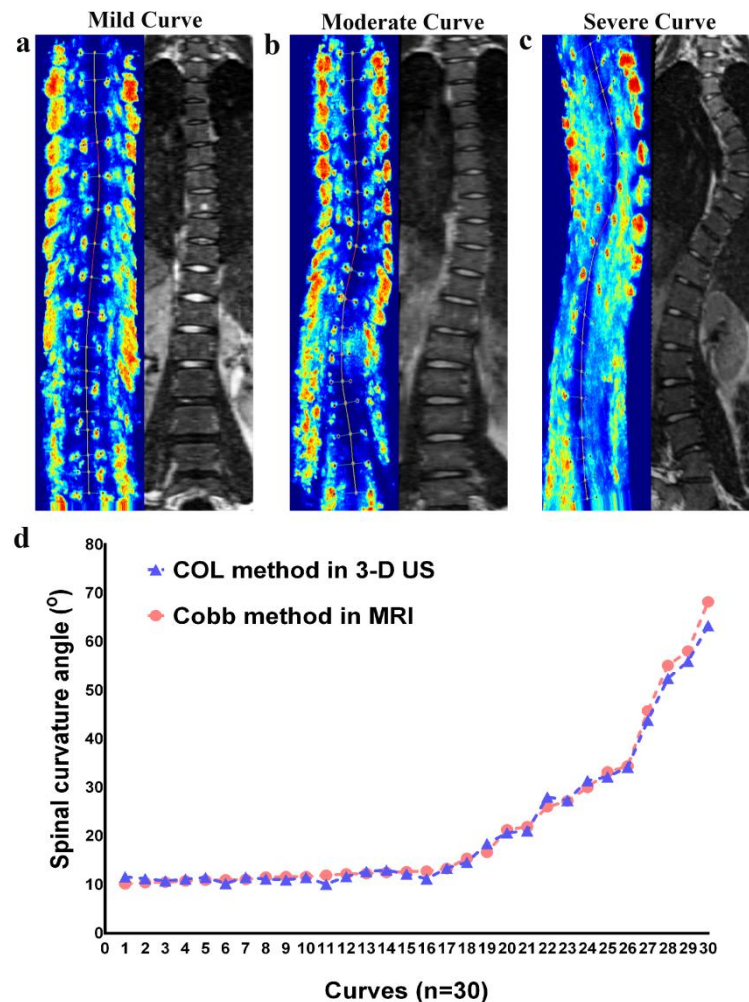 Mild Curve
Moderate Curve
Severe Curve
a
b
c
d
80
70
60
50
40
30
20
10
0
Spinal curvature angle (⁰)
COL method in 3-D US
Cobb method in MRI
0 1 2 3 4 5 6 7 8 9 10 11 12 13 14 15 16 17 18 19 20 21 22 23 24 25 26 27 28 29 30
Curves (n=30)